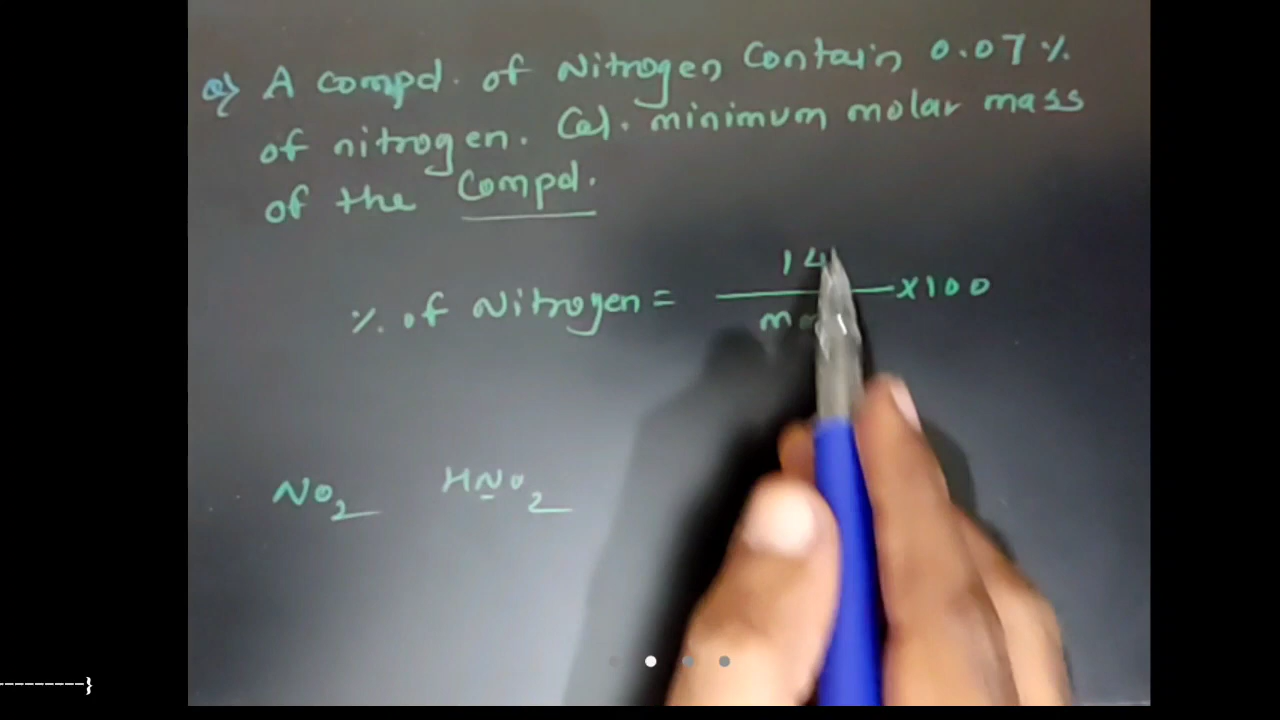 Q) A Compd. of Nitrogen Contain 0.07%
of nitrogen. Cal. minimum molar mass
of the Compd.
% of Nitrogen = 14 / x100
NO2 HNO2
---------}